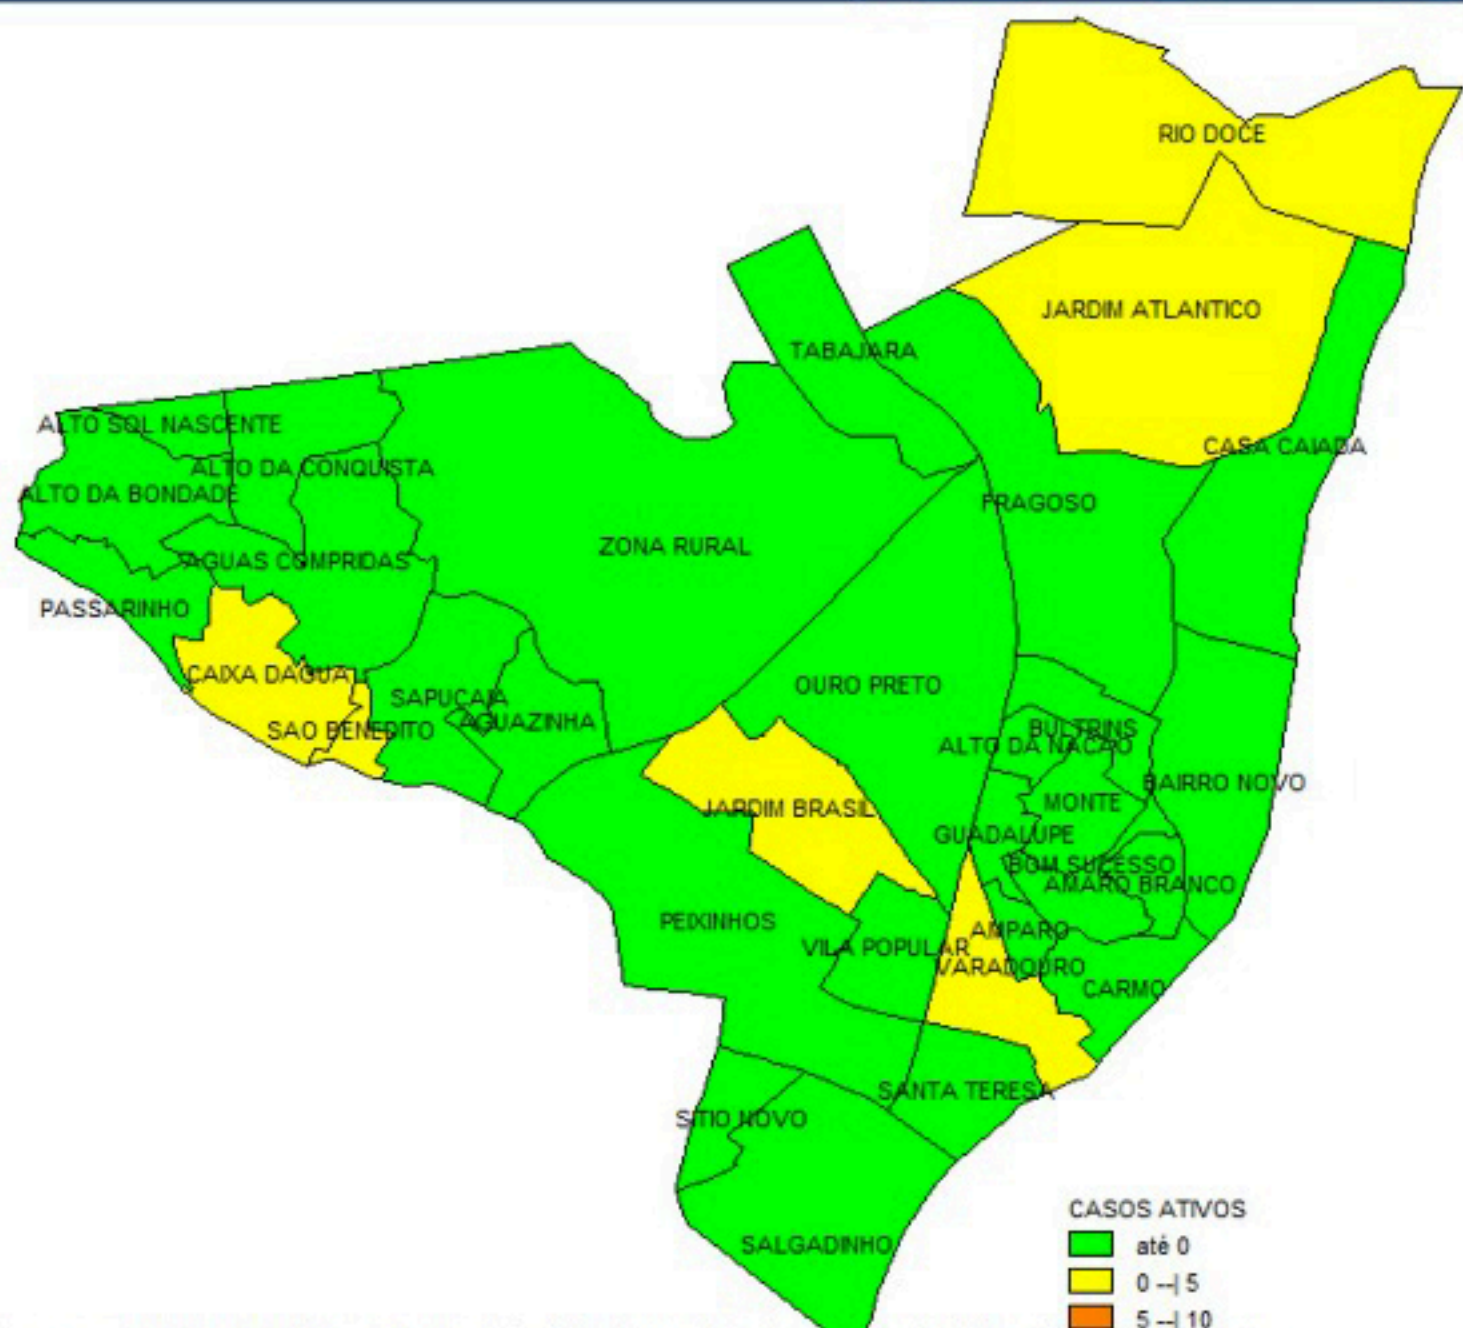 RIO DOCE
JARDIM ATLANTICO
TABAJARA
ALTO SOL NASCENTE
CASA CAIADA
ALTO DA CONQUISTA
ALTO DA BONDADE
FRAGOSO
ZONA RURAL
AGUAS COMPRIDAS
PASSARINHO
CAIXA DAGUA
OURO PRETO
SAPUCAIA
AGUAZINHA
SAO BENEDITO
BULTRINS
ALTO DA NACAO
BAIRRO NOVO
MONTE
JARDIM BRASIL
GUADALUPE
BOM SUCESSO
AMARO BRANCO
PEIXINHOS
AMPARO
VILA POPULAR
VARADOURO
CARMO
SANTA TERESA
SITIO NOVO
SALGADINHO
CASOS ATIVOS
até 0
0 --| 5
5 --| 10